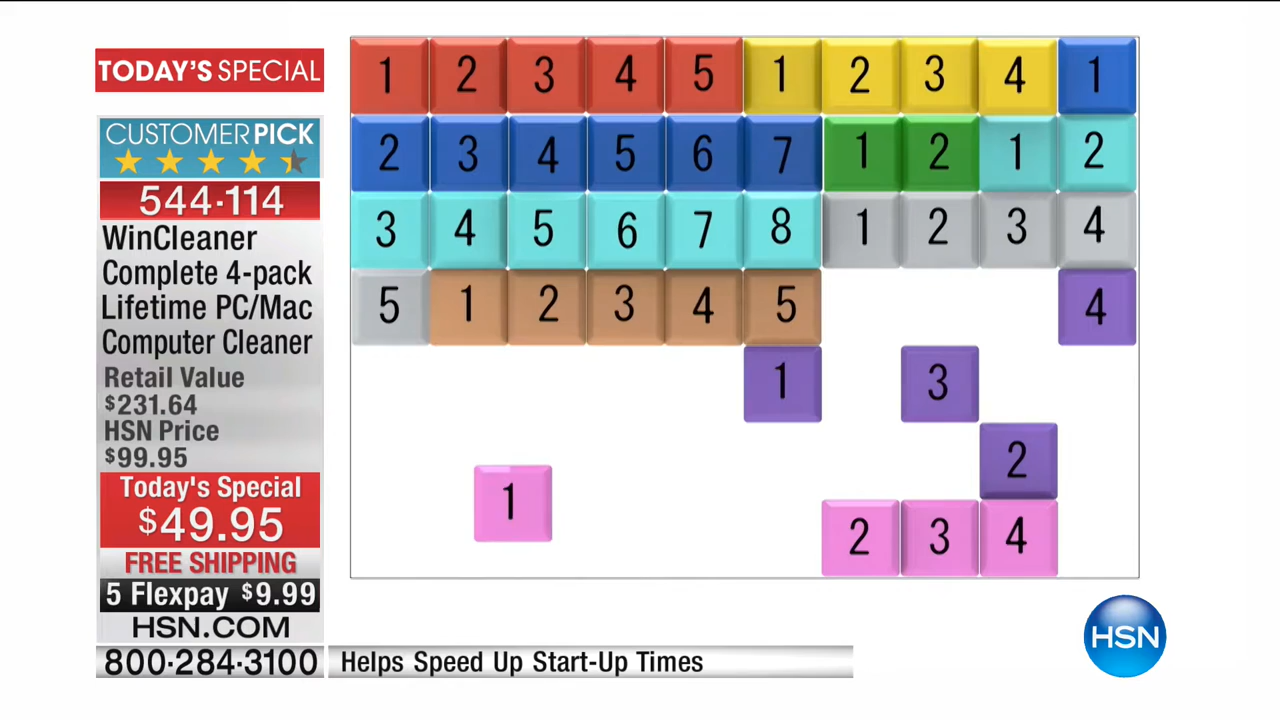 TODAY'S SPECIAL
CUSTOMER PICK
544-114
WinCleaner
Complete 4-pack
Lifetime PC/Mac
Computer Cleaner
Retail Value
$231.64
HSN Price
$99.95
Today's Special
$49.95
FREE SHIPPING
5 Flexpay $9.99
HSN.COM
800·284·3100
1 2 3 4 5 1 2 3 4 1
2 3 4 5 6 7 1 2 1 2
3 4 5 6 7 8 1 2 3 4
5 1 2 3 4 5 4
1 3
2
1
2 3 4
HSN
Helps Speed Up Start-Up Times